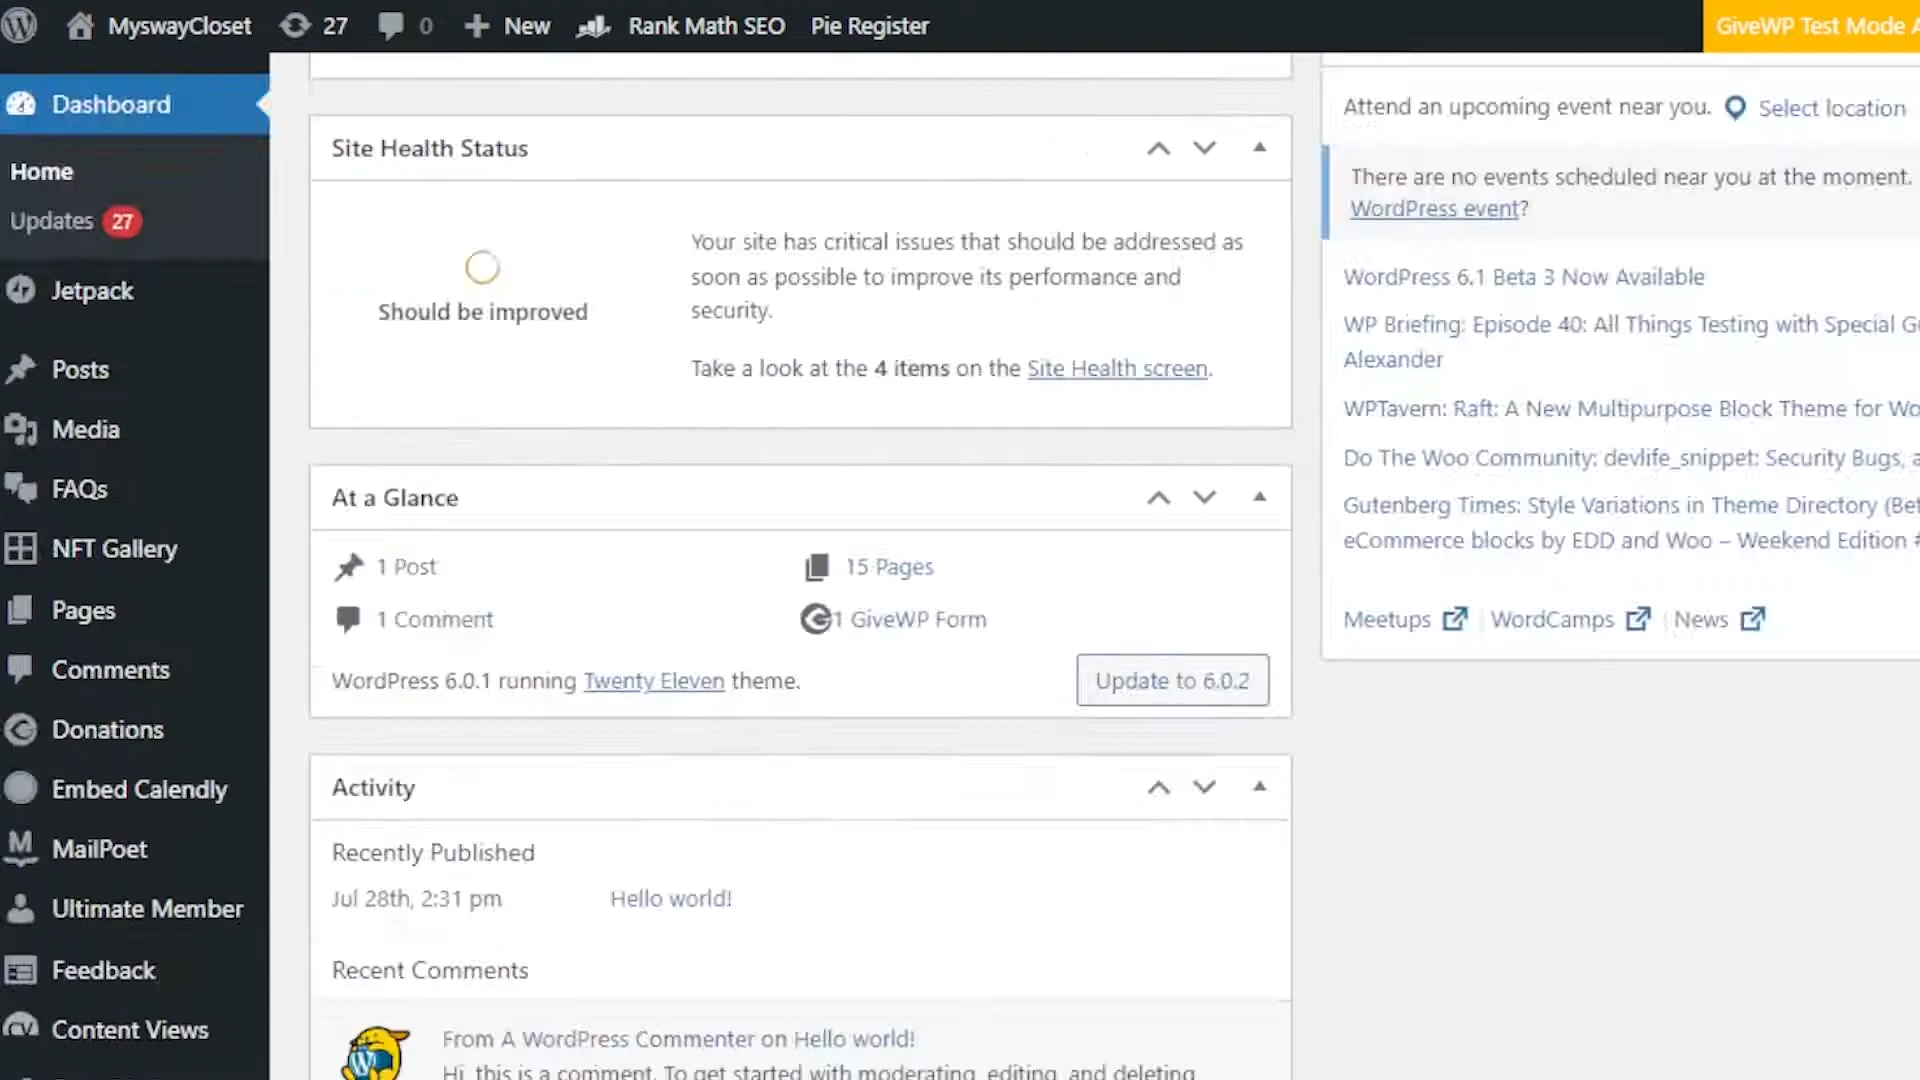 MyswayCloset 27 0 New Rank Math SEO Pie Register GiveWP Test Mode
Dashboard
Home
Updates 27
Jetpack
Posts
Media
FAQs
NFT Gallery
Pages
Comments
Donations
Embed Calendly
MailPoet
Ultimate Member
Feedback
Content Views
Site Health Status
Should be improved
Your site has critical issues that should be addressed as
soon as possible to improve its performance and
security.
Take a look at the 4 items on the Site Health screen.
At a Glance
1 Post
15 Pages
1 Comment
1 GiveWP Form
WordPress 6.0.1 running Twenty Eleven theme.
Update to 6.0.2
Activity
Recently Published
Jul 28th, 2:31 pm Hello world!
Recent Comments
From A WordPress Commenter on Hello world!
Hi, this is a comment. To get started with moderating, editing, and deleting
Attend an upcoming event near you. Select location
There are no events scheduled near you at the moment.
WordPress event?
WordPress 6.1 Beta 3 Now Available
WP Briefing: Episode 40: All Things Testing with Special
Alexander
WPTavern: Raft: A New Multipurpose Block Theme for
Do The Woo Community: devlife_snippet: Security Bugs,
Gutenberg Times: Style Variations in Theme Directory
eCommerce blocks by EDD and Woo – Weekend Edition
Meetups WordCamps News